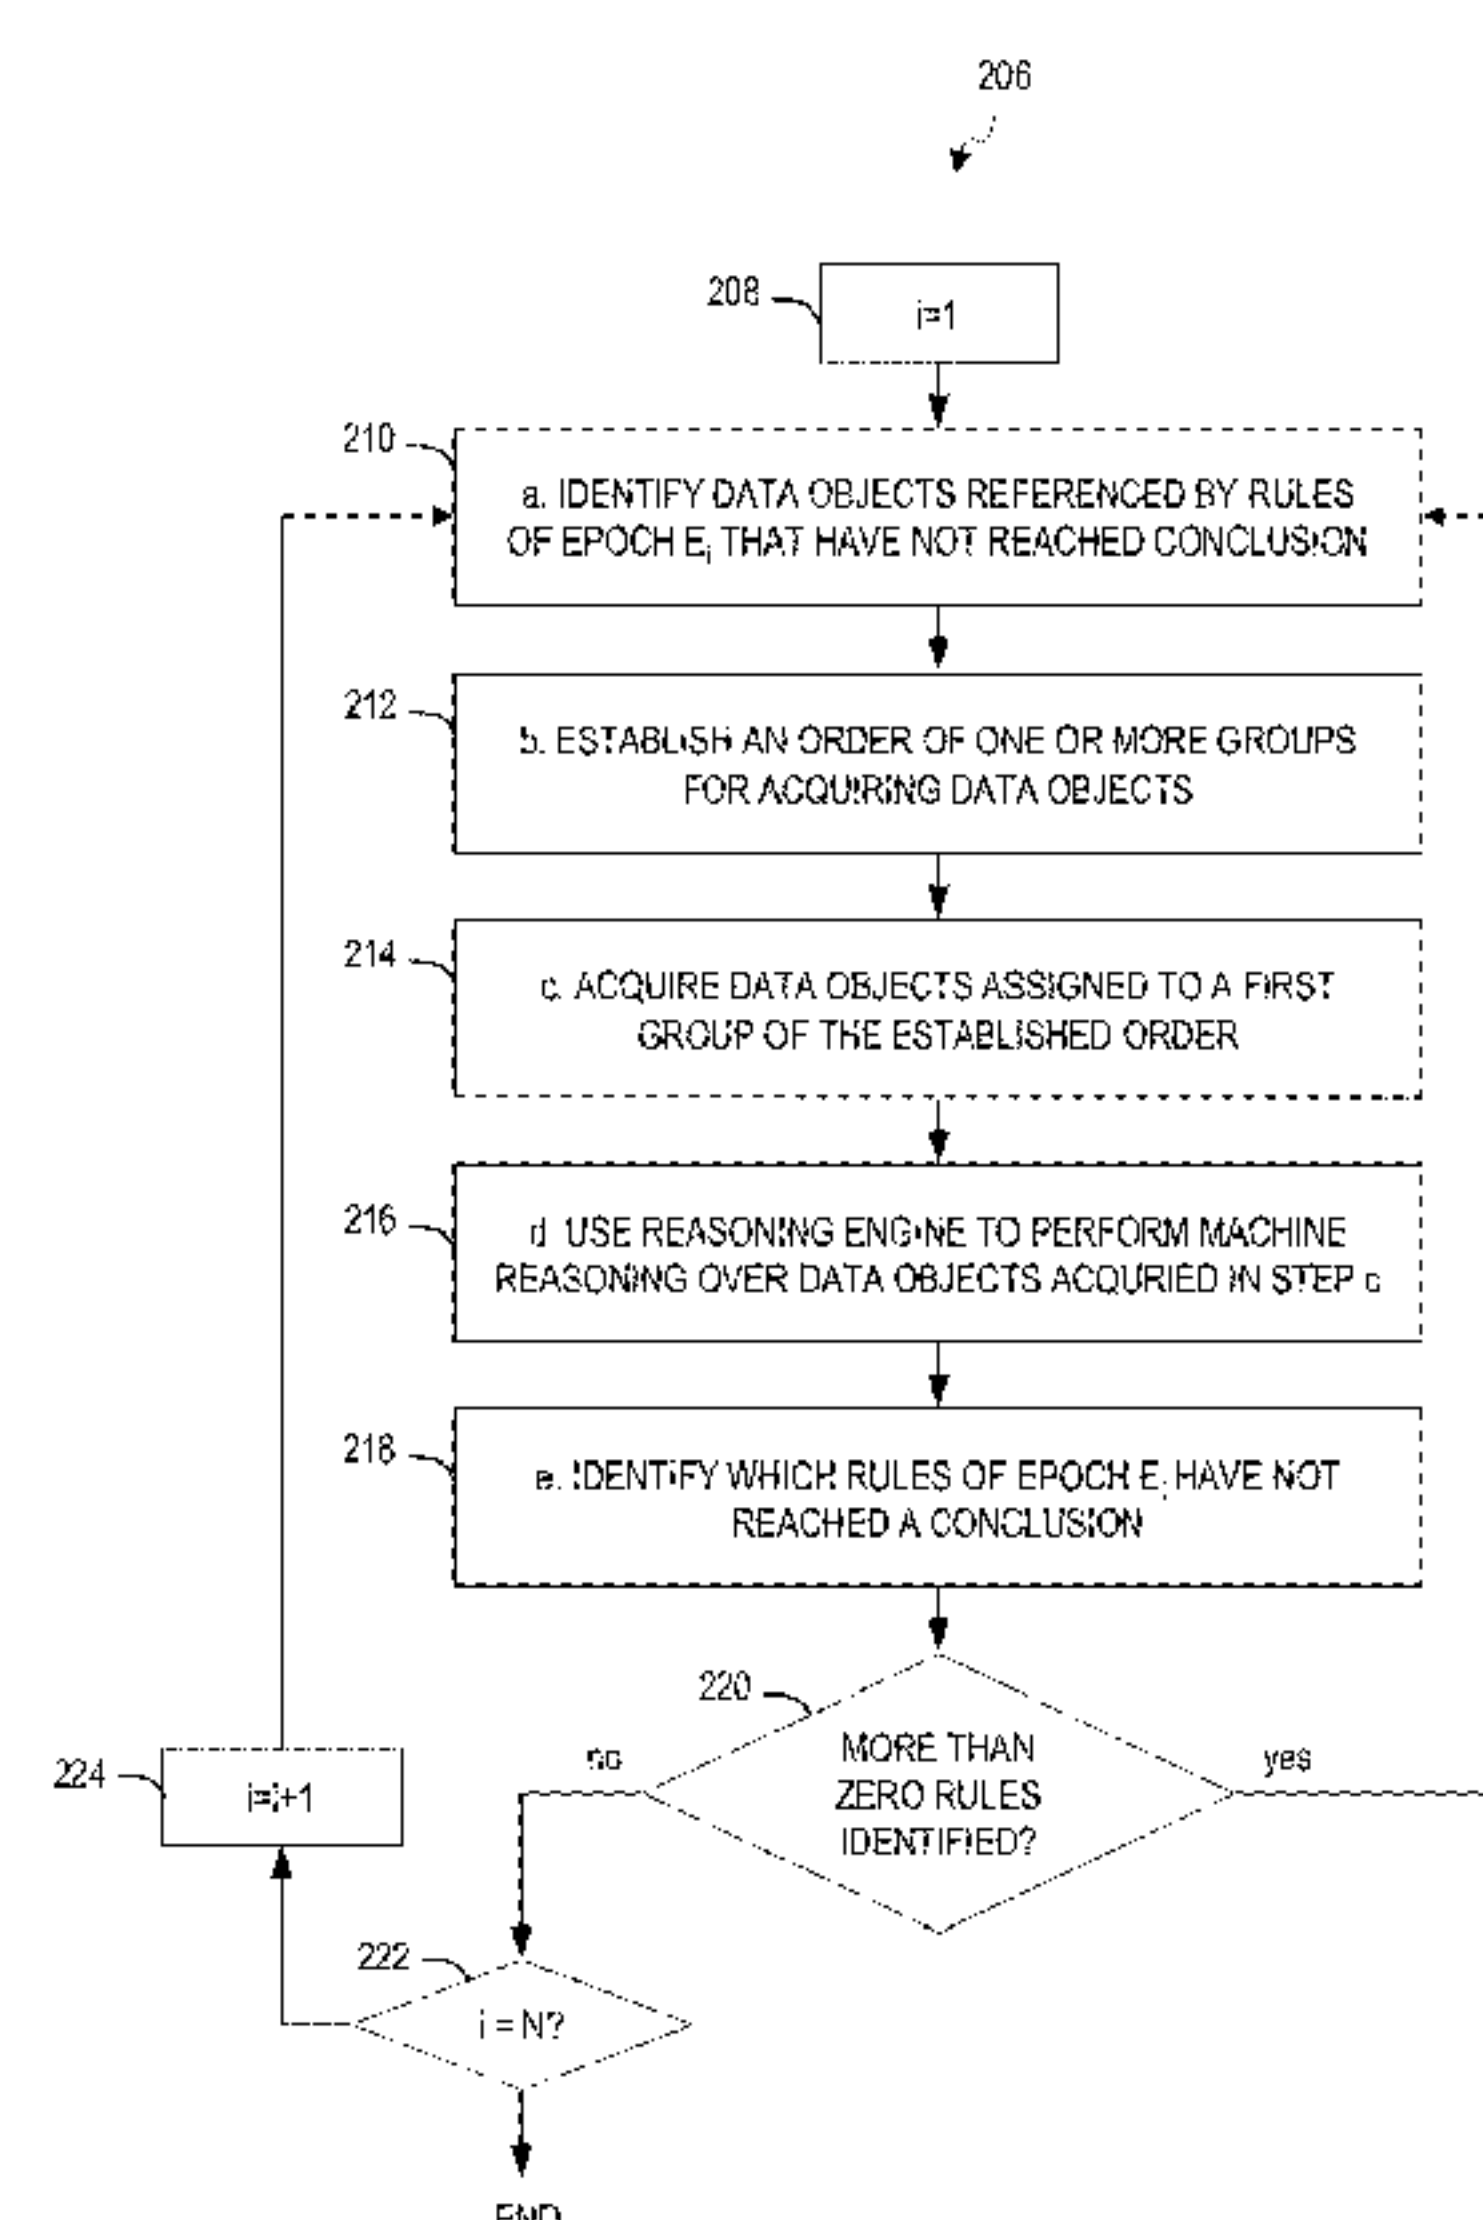 206
208
i=1
210
a. IDENTIFY DATA OBJECTS REFERENCED BY RULES
OF EPOCH Ei THAT HAVE NOT REACHED CONCLUSION
212
b. ESTABLISH AN ORDER OF ONE OR MORE GROUPS
FOR ACQUIRING DATA OBJECTS
214
c. ACQUIRE DATA OBJECTS ASSIGNED TO A FIRST
GROUP OF THE ESTABLISHED ORDER
216
d. USE REASONING ENGINE TO PERFORM MACHINE
REASONING OVER DATA OBJECTS ACQURIED IN STEP c
218
e. IDENTIFY WHICH RULES OF EPOCH Ei HAVE NOT
REACHED A CONCLUSION
220
MORE THAN
ZERO RULES
IDENTIFIED?
no
yes
224
i=i+1
222
i = N?
END